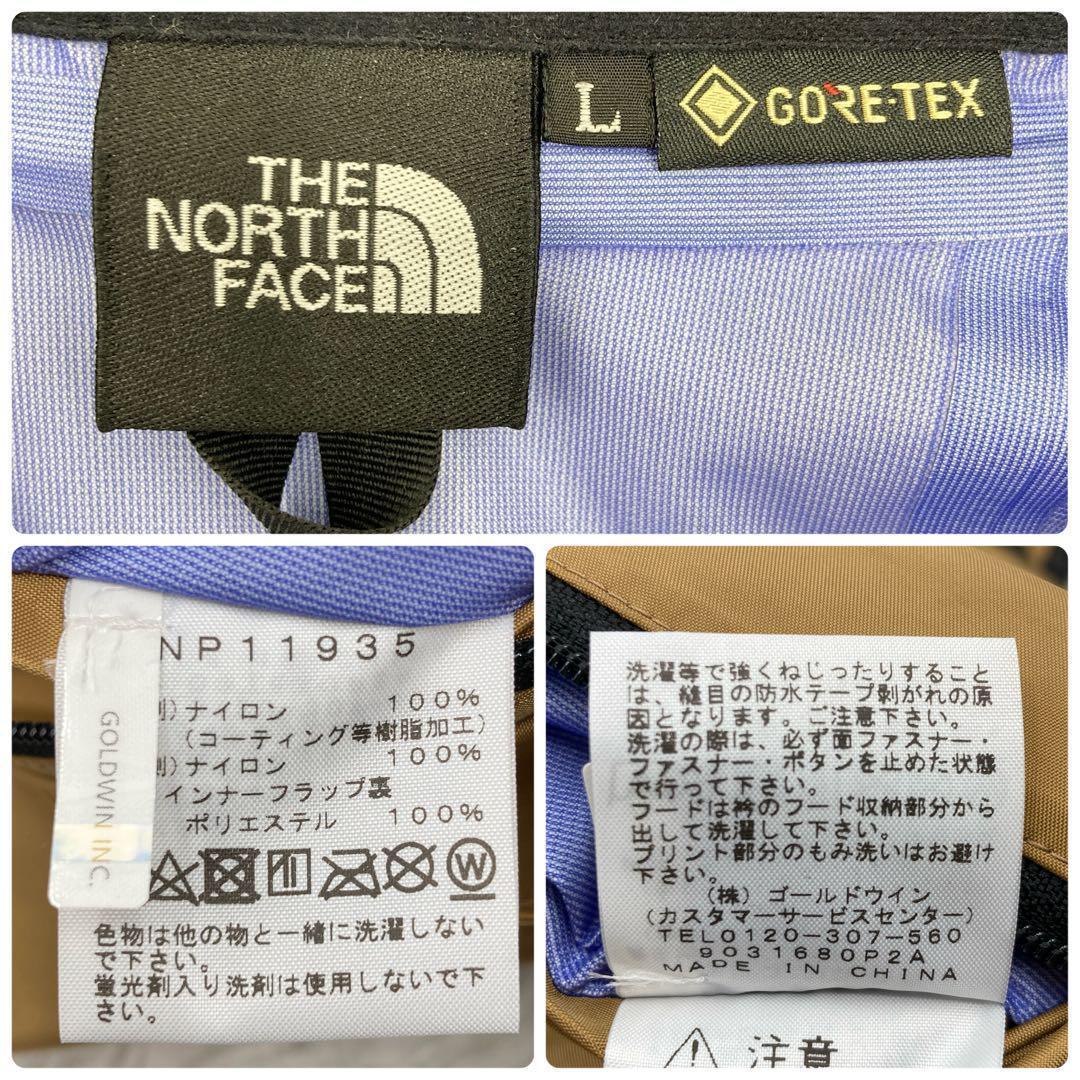 THE
NORTH
FACE
L
GORE-TEX
NP11935
別)ナイロン 100%
(コーティング等樹脂加工)
別)ナイロン 100%
インナーフラップ裏
ポリエステル 100%
W
色物は他の物と一緒に洗濯しない
で下さい。
蛍光剤入り洗剤は使用しないで下
さい。
GOLDWIN INC.
洗濯等で強くねじったりすること
は、縫目の防水テープ剥がれの原
因となります。ご注意下さい。
洗濯の際は、必ず面ファスナー・
ファスナー・ボタンを止めた状態
で行って下さい。
フードは衿のフード収納部分から
出して洗濯して下さい。
プリント部分のもみ洗いはお避け
下さい。
(株)ゴールドウイン
(カスタマーサービスセンター)
TEL0120-307-560
9031680P2A
MADE IN CHINA
注意